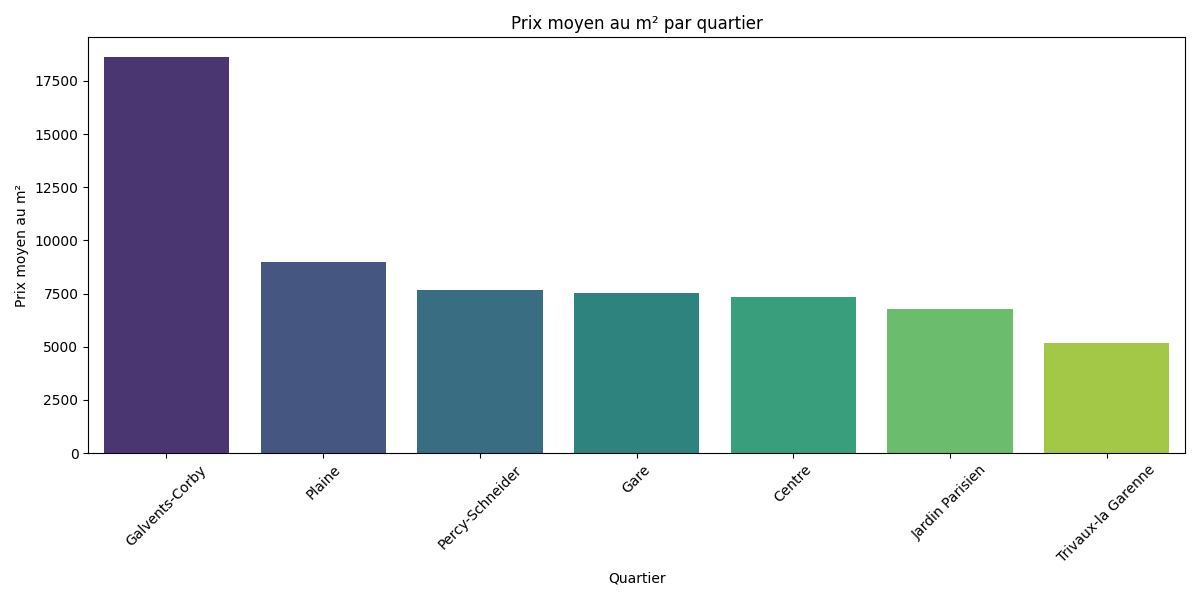 Prix moyen au m² par quartier
Prix moyen au m²
17500
15000
12500
10000
7500
5000
2500
0
Galvents-Corby
Plaine
Percy-Schneider
Gare
Centre
Jardin Parisien
Trivaux-la Garenne
Quartier